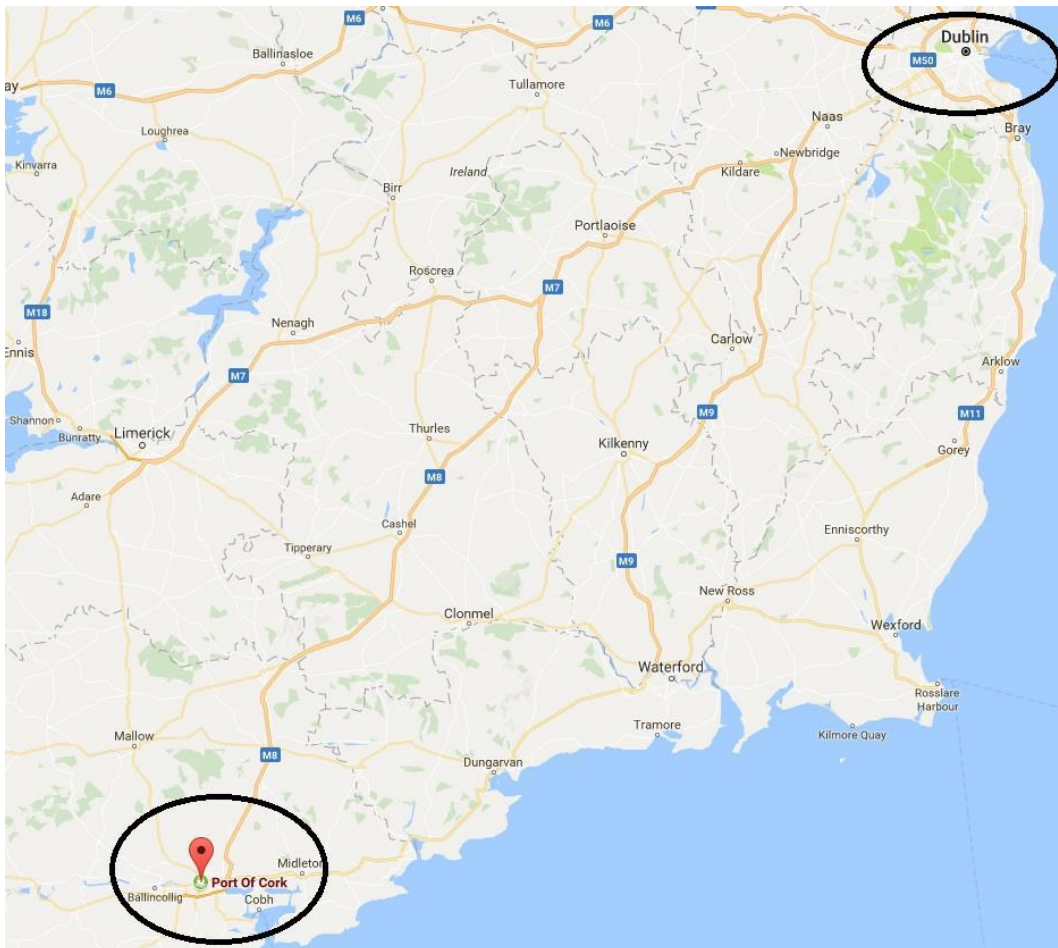 M6
Dublin
Ballinasloe
M50
Tullamore
ay
M6
Naas
Loughrea
Bray
Newbridge
Kinvarra
Ireland
Kildare
Birr
Portlaoise
Roscrea
M7
M18
Nenagh
Carlow
Ennis
M7
Arklow
M9
M11
Shannon
Thurles
Limerick
Bunratty
Kilkenny
Gorey
M8
Adare
Cashel
Enniscorthy
Tipperary
M9
New Ross
Clonmel
Wexford
Waterford
Rosslare
Harbour
Tramore
Mallow
Kilmore Quay
M8
Dungarvan
Midleton
Port Of Cork
Ballincollig
Cobh